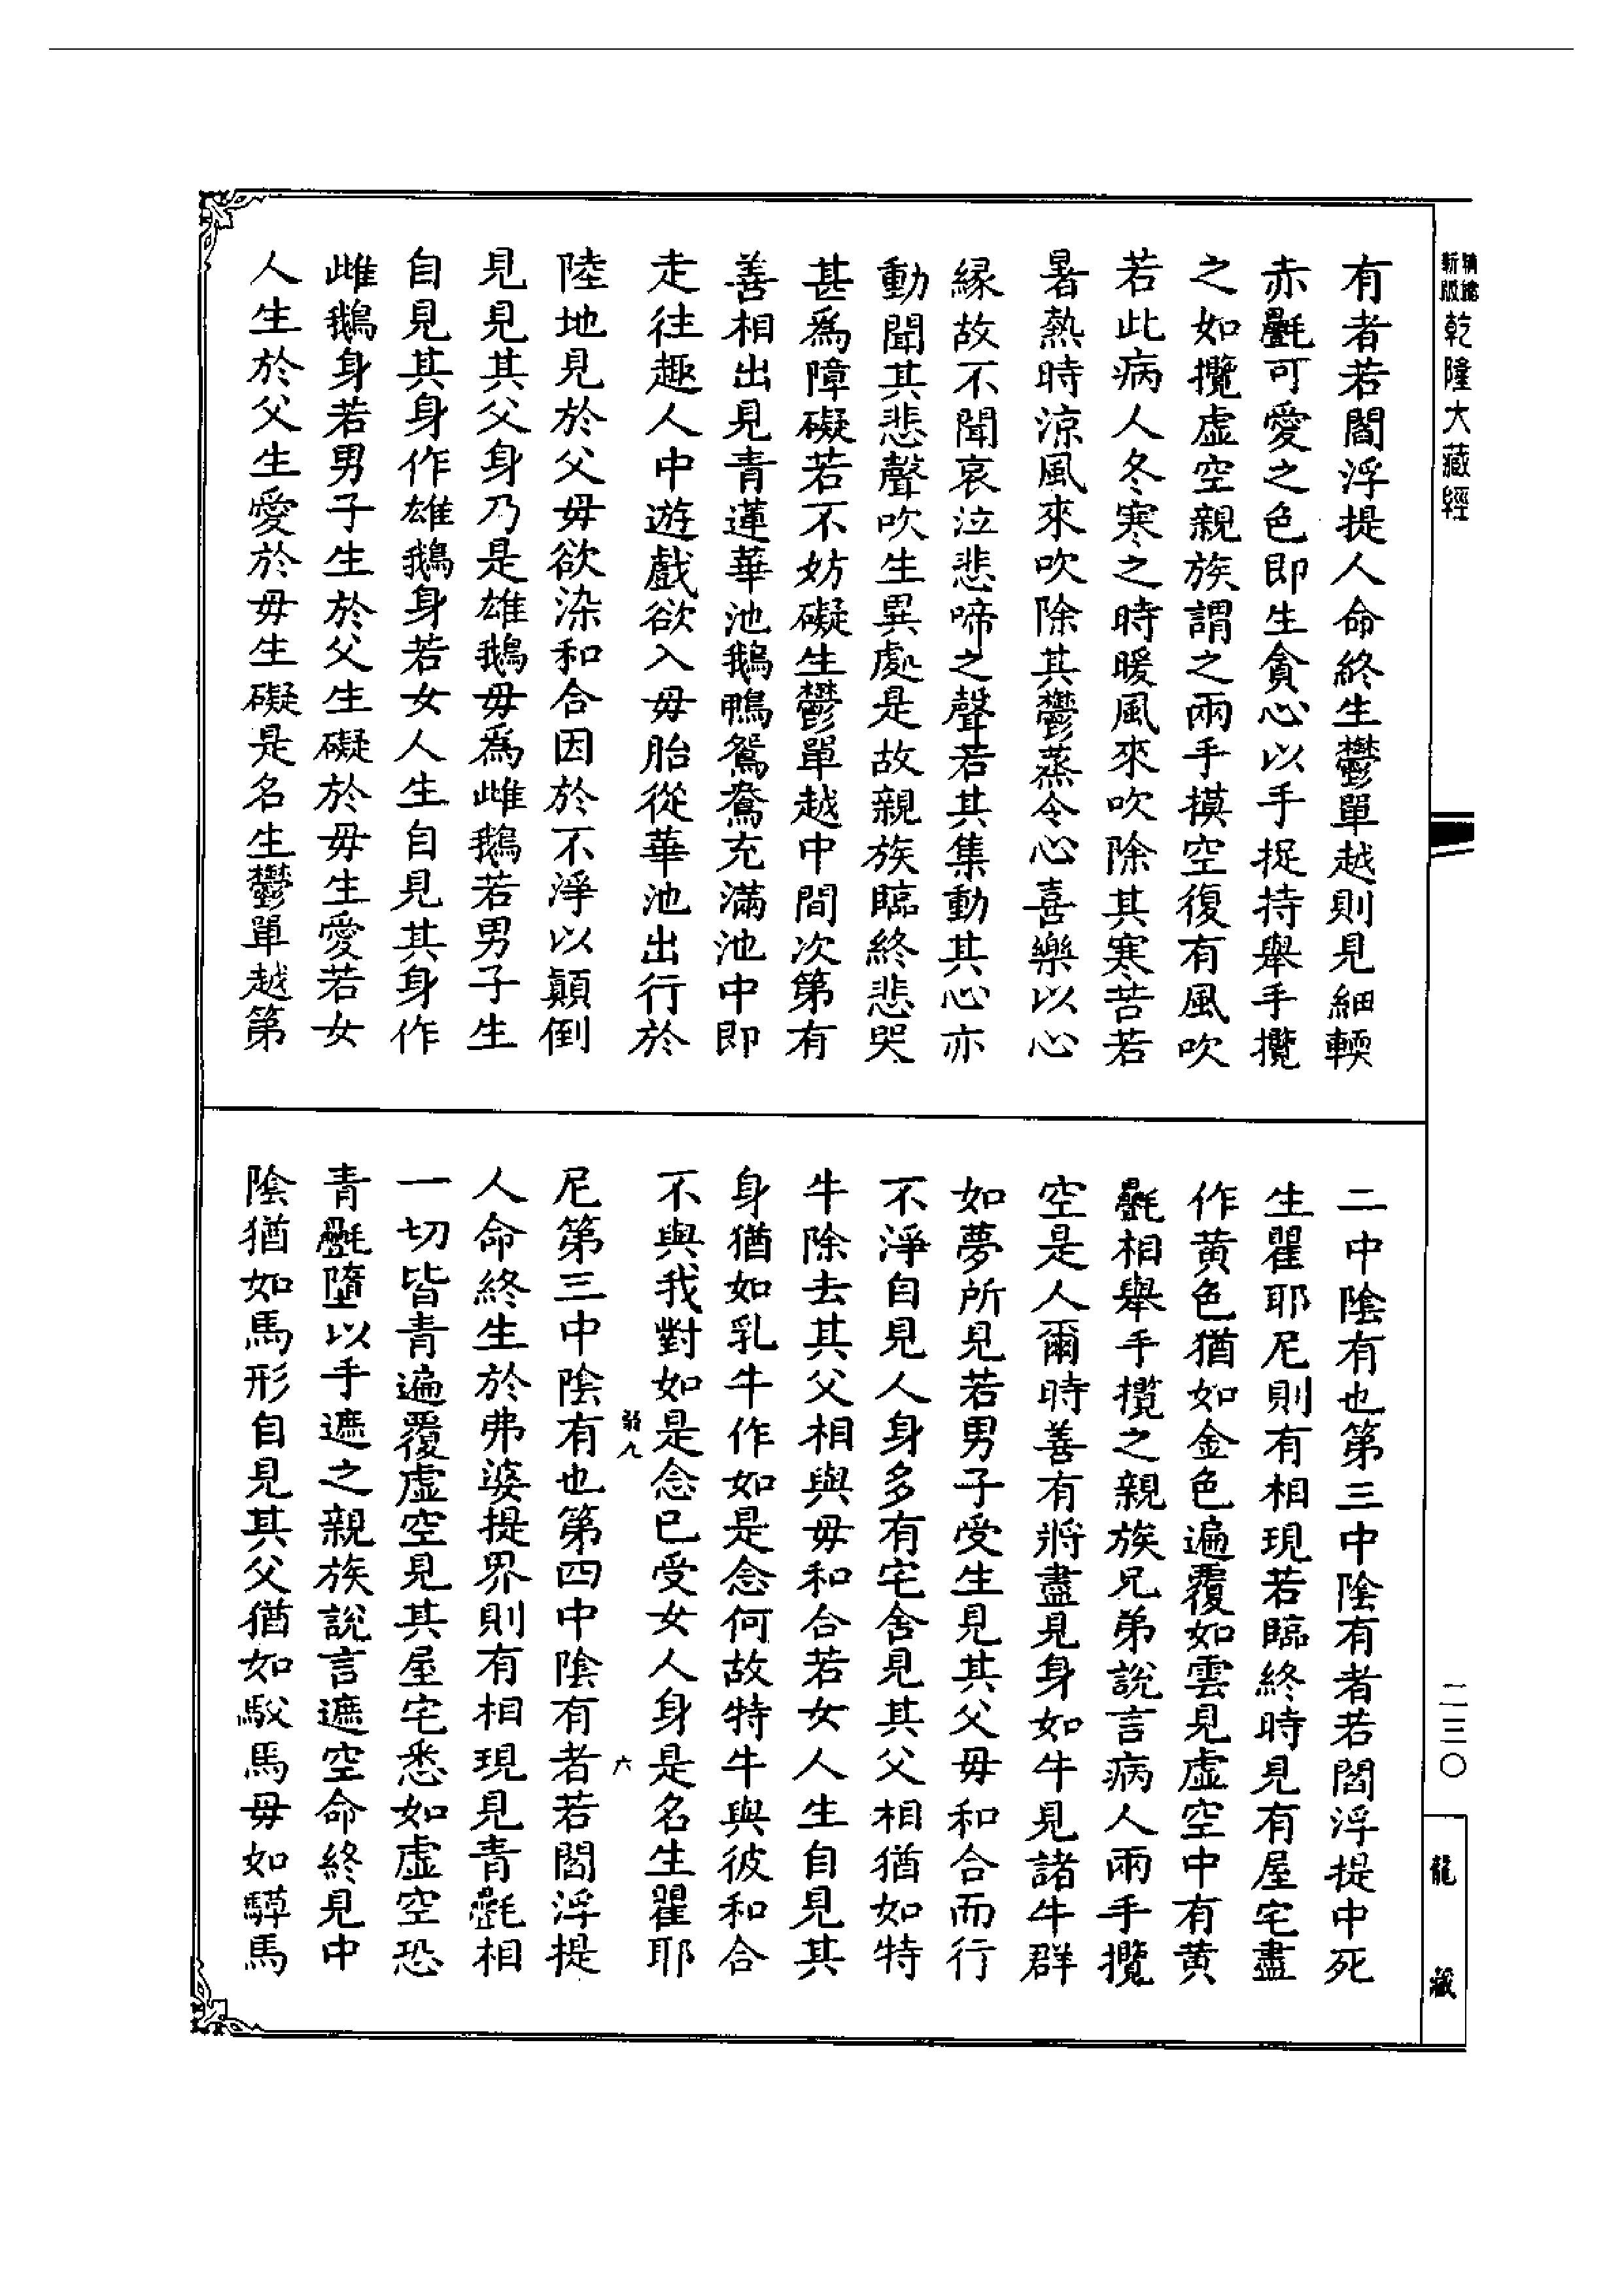 精繪
新版
乾隆大藏經
有者若閻浮提人命終生鬱單越則見細輭
赤㲲可愛之色即生貪心以手捉持舉手攬
之如攬虛空親族謂之兩手摸空復有風吹
若此病人冬寒之時暖風來吹除其寒苦若
暑熱時涼風來吹除其鬱蒸令心喜樂以心
緣故不聞哀泣悲啼之聲若其集動其心亦
動聞其悲聲吹生異處是故親族臨終悲哭
甚爲障礙若不妨礙生鬱單越中間次第有
善相出見青蓮華池鵝鴨鴛鴦充滿池中即
走往趣人中遊戲欲入母胎從華池出行於
陸地見於父母欲染和合因於不淨以顛倒
見見其父身乃是雄鵝母爲雌鵝若男子生
自見其身作雄鵝身若女人生自見其身作
雌鵝身若男子生於父生礙於母生愛若女
人生於父生愛於母生礙是名生鬱單越第
二中陰有也第三中陰有者若閻浮提中死
生瞿耶尼則有相現若臨終時見有屋宅盡
作黃色猶如金色遍覆如雲見虛空中有黃
㲲相舉手攬之親族兄弟說言病人兩手攬
空是人爾時善有將盡見身如牛見諸牛群
如夢所見若男子受生見其父母和合而行
不淨自見人身多有宅舍見其父相猶如特
牛除去其父相與母和合若女人生自見其
身猶如乳牛作如是念何故特牛與彼和合
不與我對如是念已受女人身是名生瞿耶
弱九
六
尼第三中陰有也第四中陰有者若閻浮提
人命終生於弗婆提界則有相現見青㲲相
一切皆青遍覆虛空見其屋宅悉如虛空恐
青㲲墮以手遮之親族說言遮空命終見中
陰猶如馬形自見其父猶如駁馬母如騲馬
二三〇
龍藏